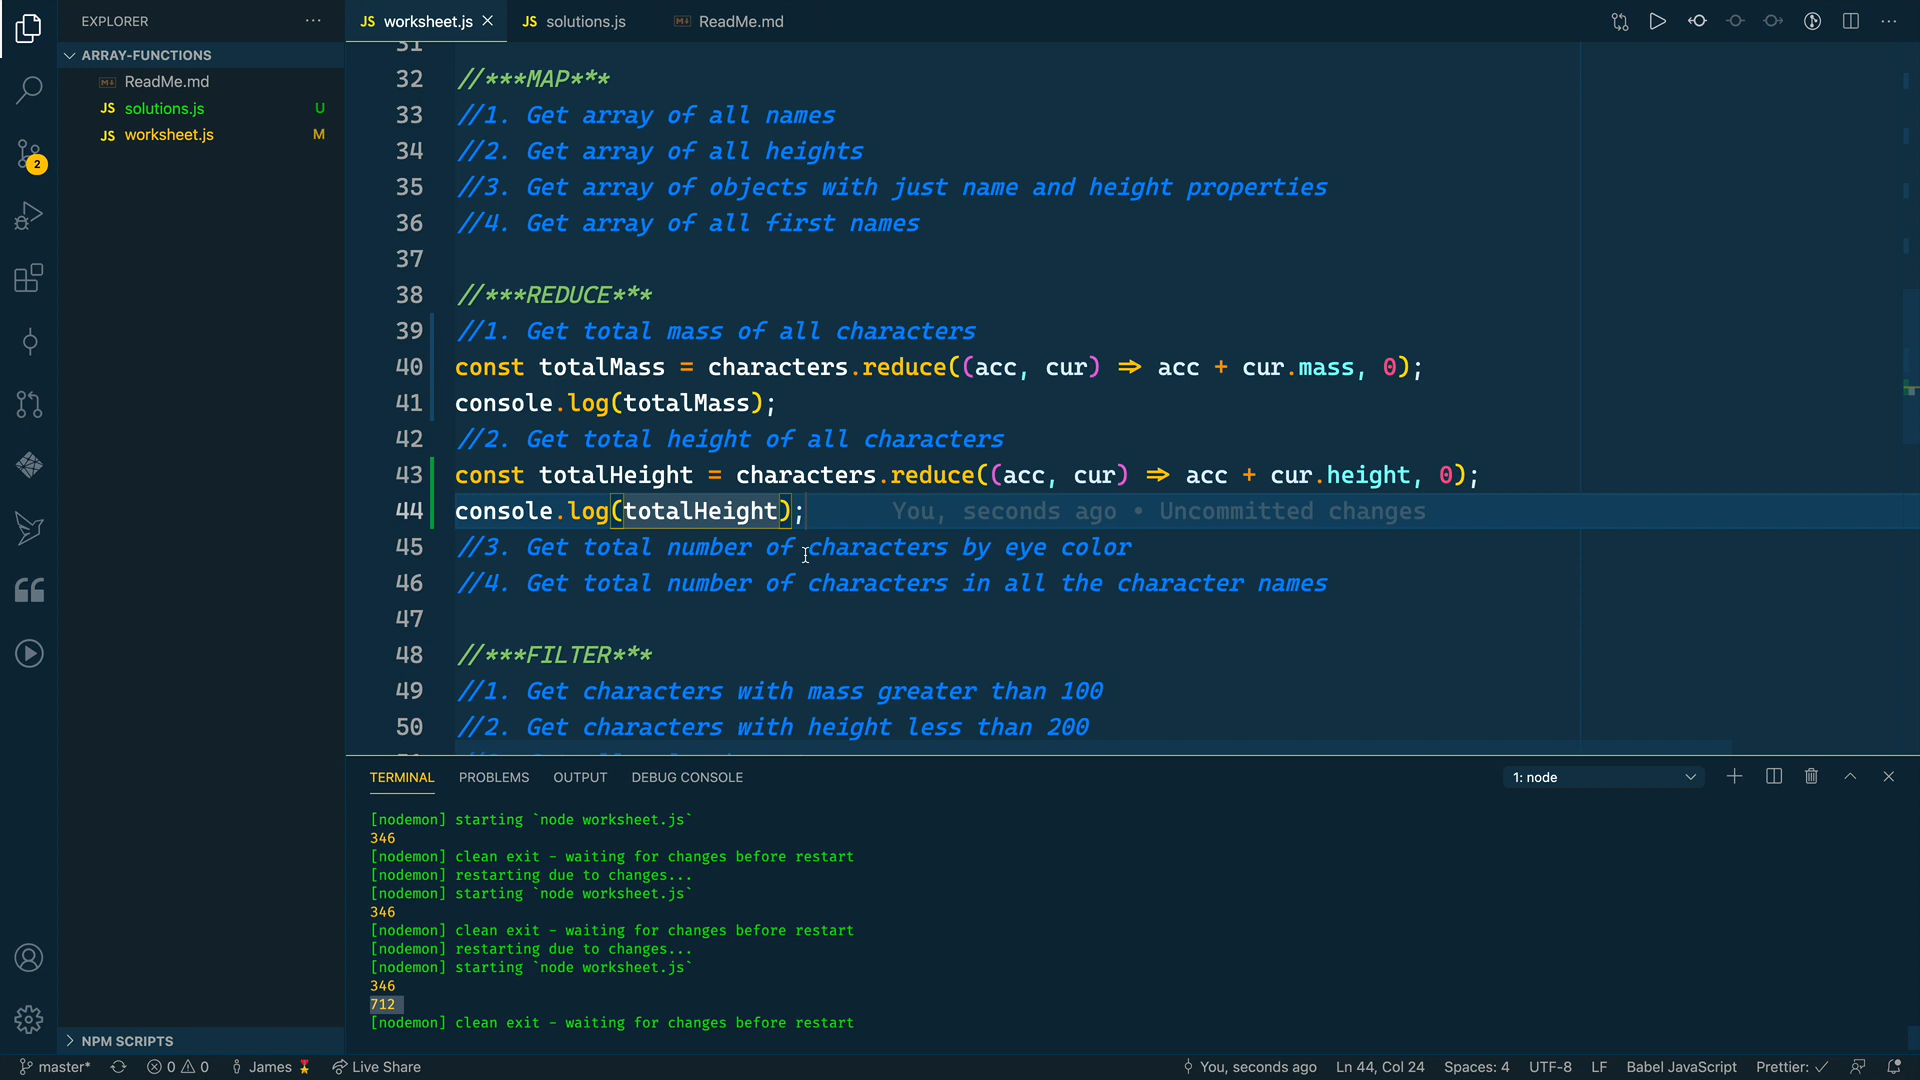 EXPLORER
ARRAY-FUNCTIONS
ReadMe.md
JS solutions.js U
JS worksheet.js M
2
NPM SCRIPTS
JS worksheet.js
JS solutions.js
ReadMe.md
31
32 //***MAP***
33 //1. Get array of all names
34 //2. Get array of all heights
35 //3. Get array of objects with just name and height properties
36 //4. Get array of all first names
37
38 //***REDUCE***
39 //1. Get total mass of all characters
40 const totalMass = characters.reduce((acc, cur) => acc + cur.mass, 0);
41 console.log(totalMass);
42 //2. Get total height of all characters
43 const totalHeight = characters.reduce((acc, cur) => acc + cur.height, 0);
44 console.log(totalHeight); You, seconds ago • Uncommitted changes
45 //3. Get total number of characters by eye color
46 //4. Get total number of characters in all the character names
47
48 //***FILTER***
49 //1. Get characters with mass greater than 100
50 //2. Get characters with height less than 200
TERMINAL PROBLEMS OUTPUT DEBUG CONSOLE 1: node
[nodemon] starting `node worksheet.js`
346
[nodemon] clean exit - waiting for changes before restart
[nodemon] restarting due to changes...
[nodemon] starting `node worksheet.js`
346
[nodemon] clean exit - waiting for changes before restart
[nodemon] restarting due to changes...
[nodemon] starting `node worksheet.js`
346
712
[nodemon] clean exit - waiting for changes before restart
master* 0 0 James Live Share You, seconds ago Ln 44, Col 24 Spaces: 4 UTF-8 LF Babel JavaScript Prettier: ✓